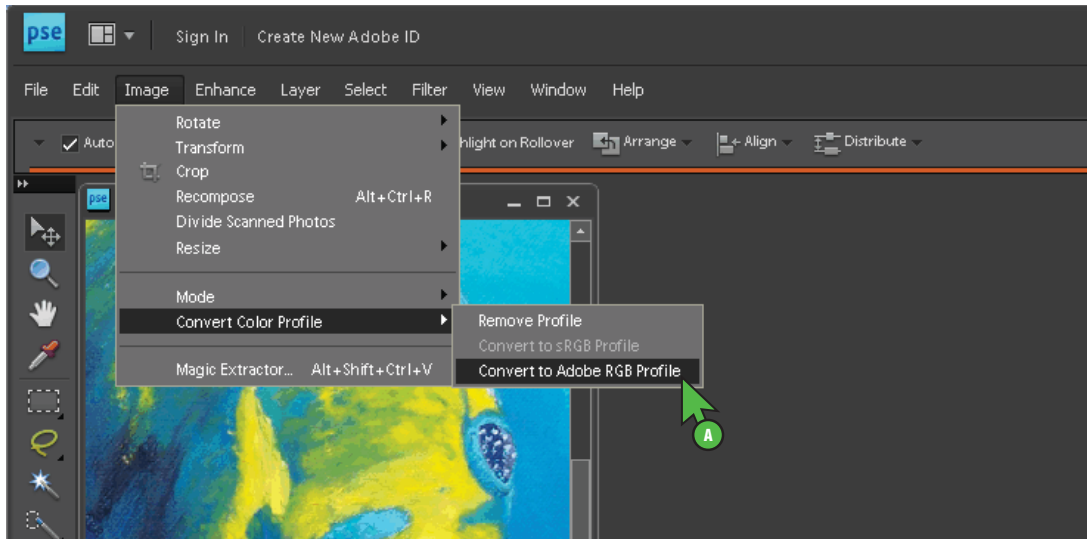 pse Sign In Create New Adobe ID
File Edit Image Enhance Layer Select Filter View Window Help
Auto hlight on Rollover Arrange Align Distribute
Rotate
Transform
Crop
Recompose Alt+Ctrl+R
Divide Scanned Photos
Resize
Mode
Convert Color Profile
Magic Extractor... Alt+Shift+Ctrl+V
pse
Remove Profile
Convert to sRGB Profile
Convert to Adobe RGB Profile
A